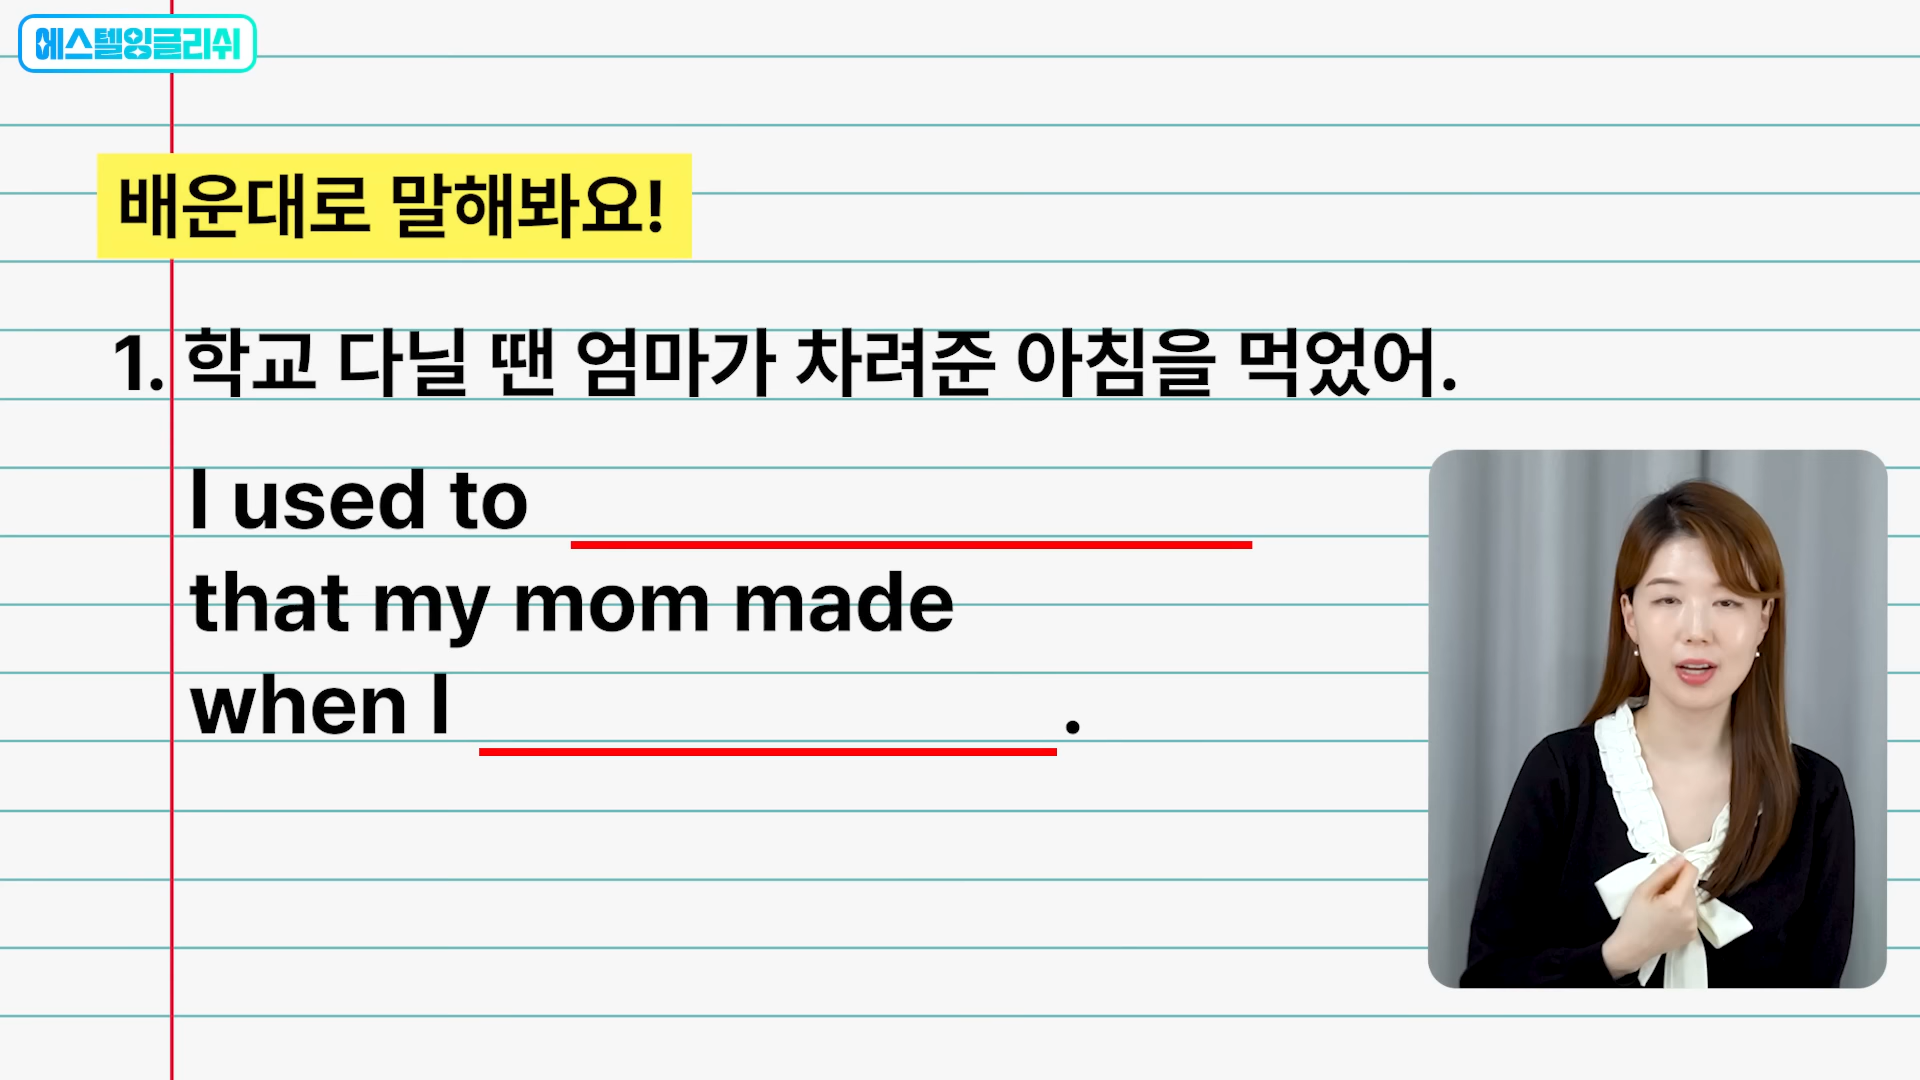 에스텔잉글리쉬
배운대로 말해봐요!
1. 학교 다닐 땐 엄마가 차려준 아침을 먹었어.
I used to
that my mom made
when I .